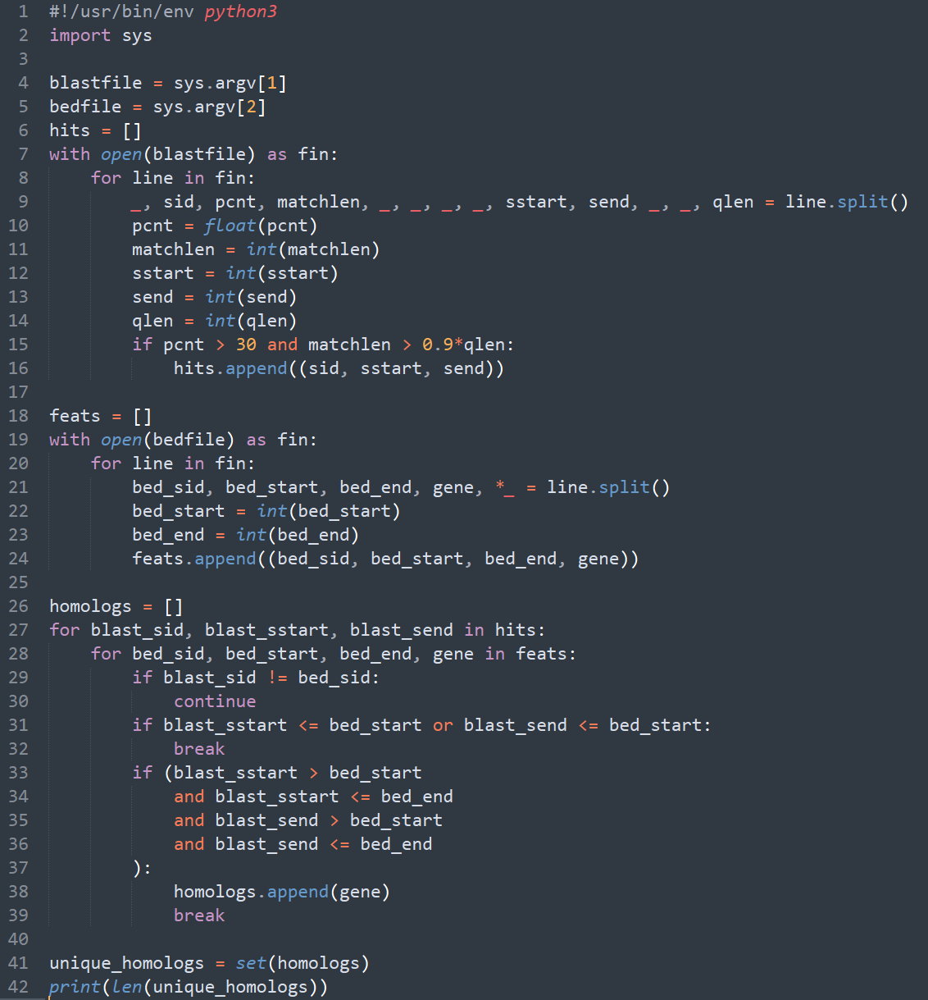 1 #!/usr/bin/env python3
2 import sys
3
4 blastfile = sys.argv[1]
5 bedfile = sys.argv[2]
6 hits = []
7 with open(blastfile) as fin:
8     for line in fin:
9         _, sid, pcnt, matchlen, _, _, _, _, sstart, send, _, _, qlen = line.split()
10         pcnt = float(pcnt)
11         matchlen = int(matchlen)
12         sstart = int(sstart)
13         send = int(send)
14         qlen = int(qlen)
15         if pcnt > 30 and matchlen > 0.9*qlen:
16             hits.append((sid, sstart, send))
17
18 feats = []
19 with open(bedfile) as fin:
20     for line in fin:
21         bed_sid, bed_start, bed_end, gene, *_ = line.split()
22         bed_start = int(bed_start)
23         bed_end = int(bed_end)
24         feats.append((bed_sid, bed_start, bed_end, gene))
25
26 homologs = []
27 for blast_sid, blast_sstart, blast_send in hits:
28     for bed_sid, bed_start, bed_end, gene in feats:
29         if blast_sid != bed_sid:
30             continue
31         if blast_sstart <= bed_start or blast_send <= bed_start:
32             break
33         if (blast_sstart > bed_start
34             and blast_sstart <= bed_end
35             and blast_send > bed_start
36             and blast_send <= bed_end
37         ):
38             homologs.append(gene)
39             break
40
41 unique_homologs = set(homologs)
42 print(len(unique_homologs))